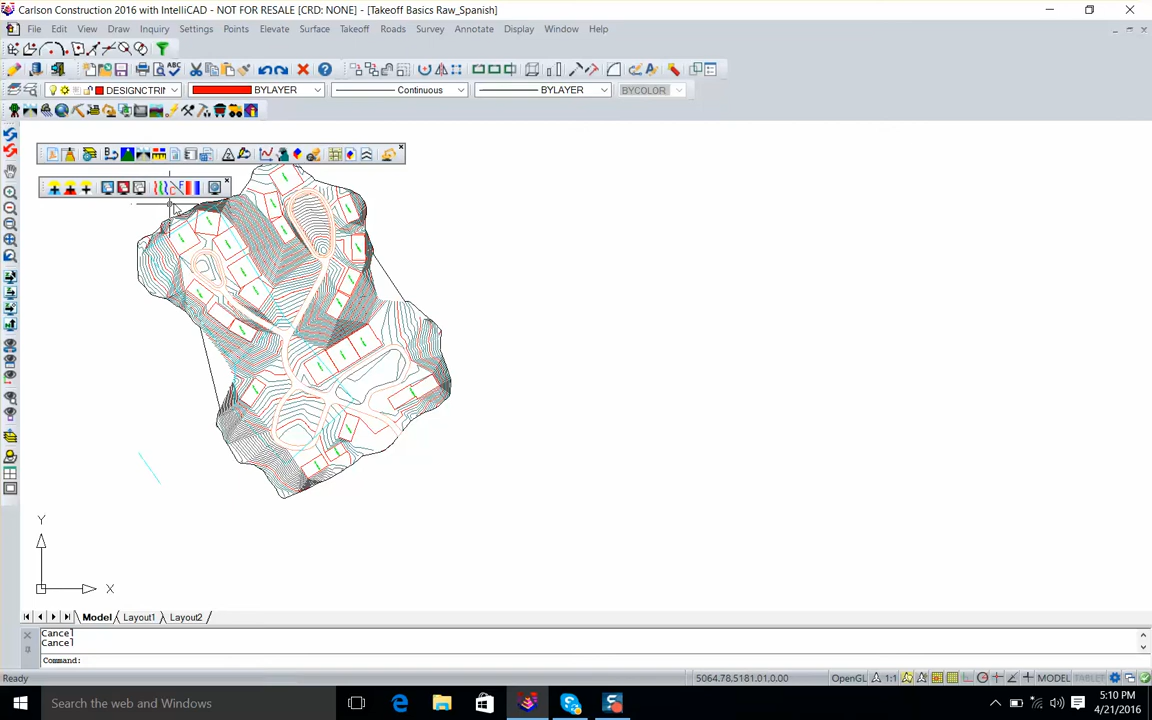 Carlson Construction 2016 with IntelliCAD - NOT FOR RESALE [CRD: NONE] - [Takeoff Basics Raw_Spanish]
File Edit View Draw Inquiry Settings Points Elevate Surface Takeoff Roads Survey Annotate Display Window Help
DESIGNCTRIN BYLAYER Continuous BYLAYER BYCOLOR
Y
X
Model Layout1 Layout2
Cancel
Cancel
Command:
Ready 5064.78,5181.01,0.00 OpenGL 1:1 MODEL TABLET
Search the web and Windows
5:10 PM
4/21/2016